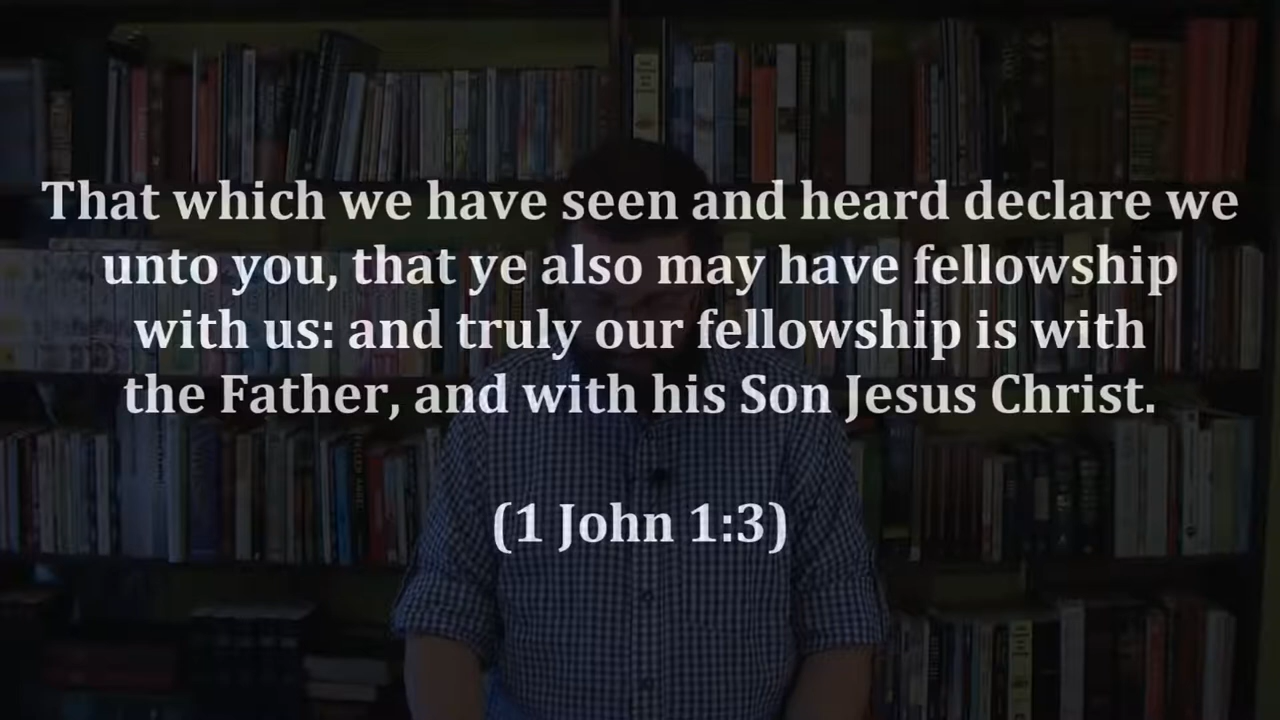 That which we have seen and heard declare we
unto you, that ye also may have fellowship
with us: and truly our fellowship is with
the Father, and with his Son Jesus Christ.
(1 John 1:3)